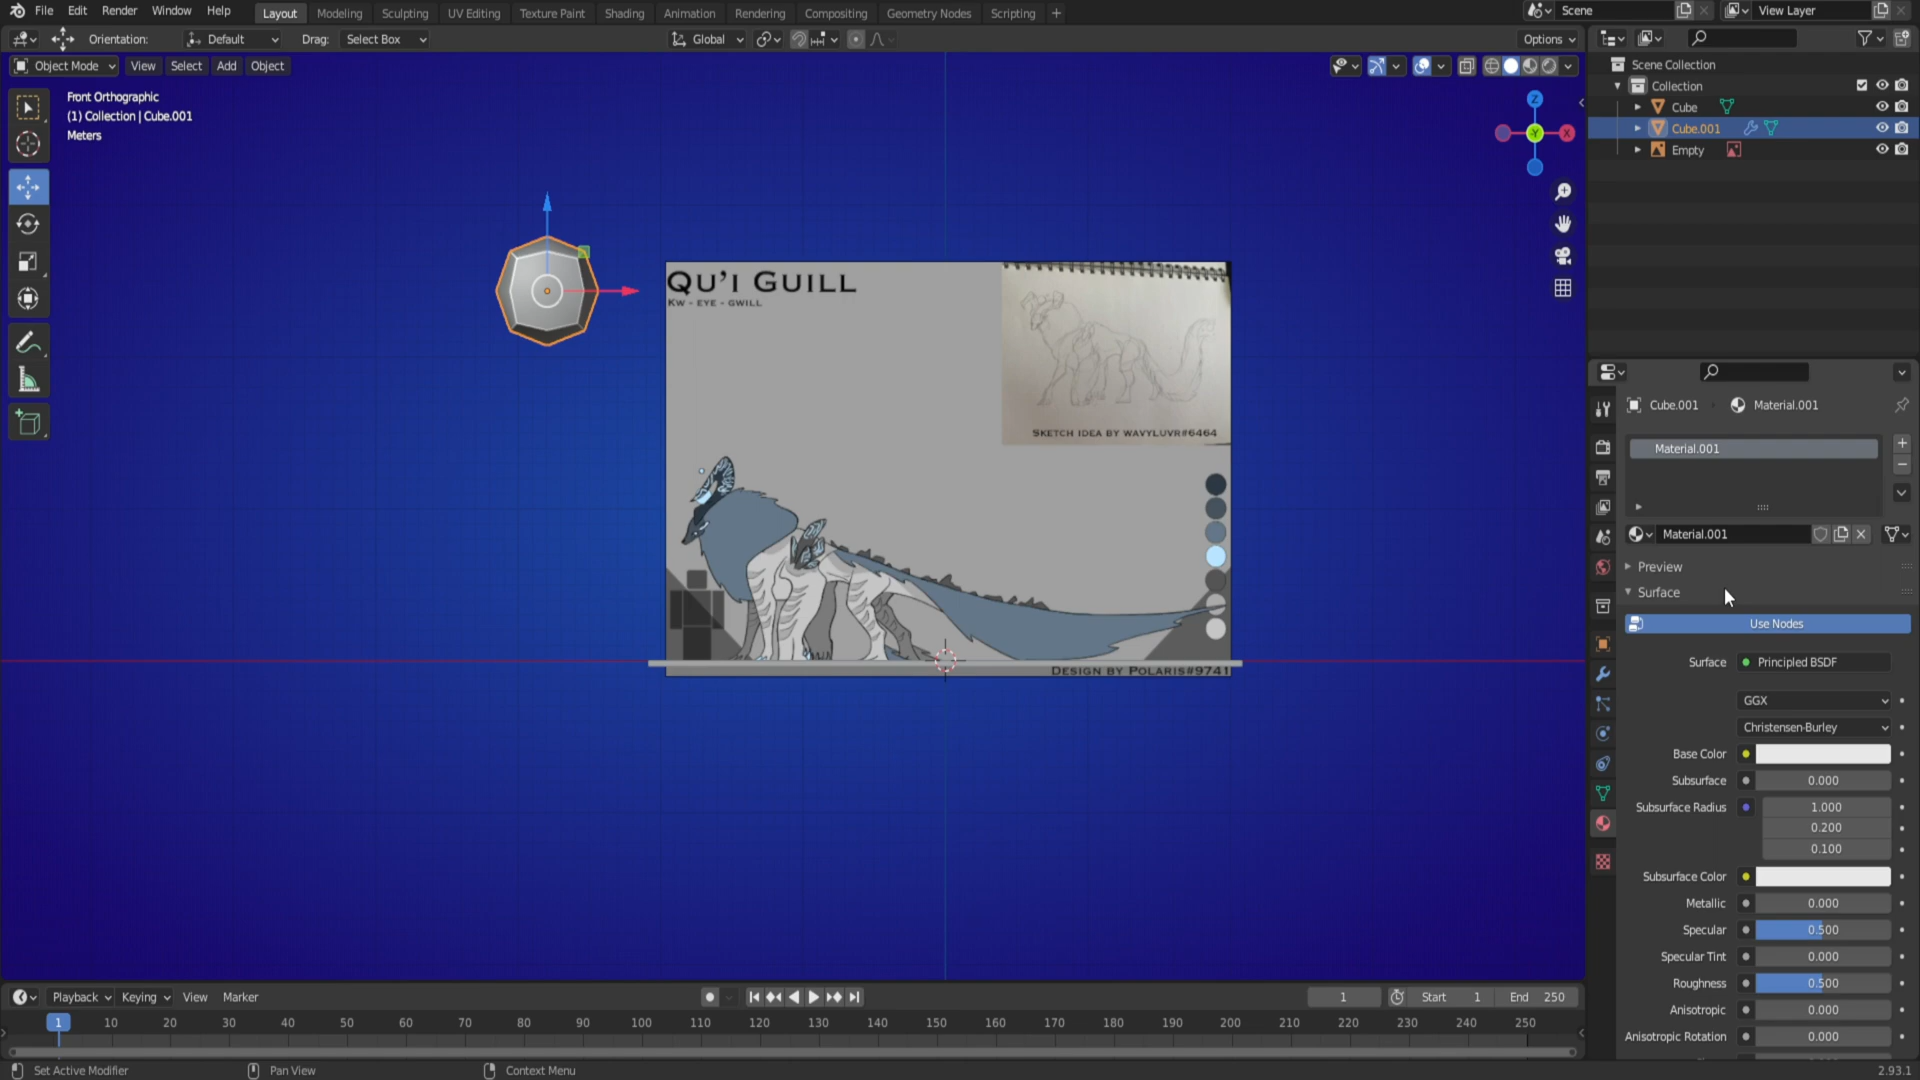 File Edit Render Window Help Layout Modeling Sculpting UV Editing Texture Paint Shading Animation Rendering Compositing Geometry Nodes Scripting + Scene View Layer
Orientation: Default Drag: Select Box Global Options
Object Mode View Select Add Object
Scene Collection
Collection
Cube
Cube.001
Empty
Front Orthographic
(1) Collection | Cube.001
Meters
Z
Y
X
QU'I GUILL
KW - EYE - GWILL
SKETCH IDEA BY WAVYLUVR#6464
DESIGN BY POLARIS#9741
Cube.001 Material.001
Material.001
Material.001
Preview
Surface
Use Nodes
Surface Principled BSDF
GGX
Christensen-Burley
Base Color
Subsurface 0.000
Subsurface Radius 1.000
0.200
0.100
Subsurface Color
Metallic 0.000
Specular 0.500
Specular Tint 0.000
Roughness 0.500
Anisotropic 0.000
Anisotropic Rotation 0.000
Playback Keying View Marker 1 Start 1 End 250
1 10 20 30 40 50 60 70 80 90 100 110 120 130 140 150 160 170 180 190 200 210 220 230 240 250
Set Active Modifier Pan View Context Menu 2.93.1